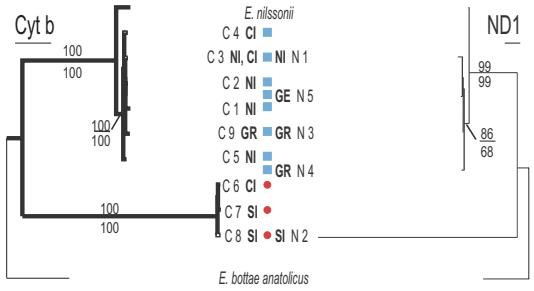 E. nilssonii
Cyt b ND1
C 4 CI
C 3 NI, CI NI N 1
100
100
99
99
C 2 NI
GE N 5
C 1 NI
100
100
C 9 GR GR N 3
86
68
C 5 NI
GR N 4
C 6 CI
C 7 SI
100
100
C 8 SI SI N 2
E. bottae anatolicus